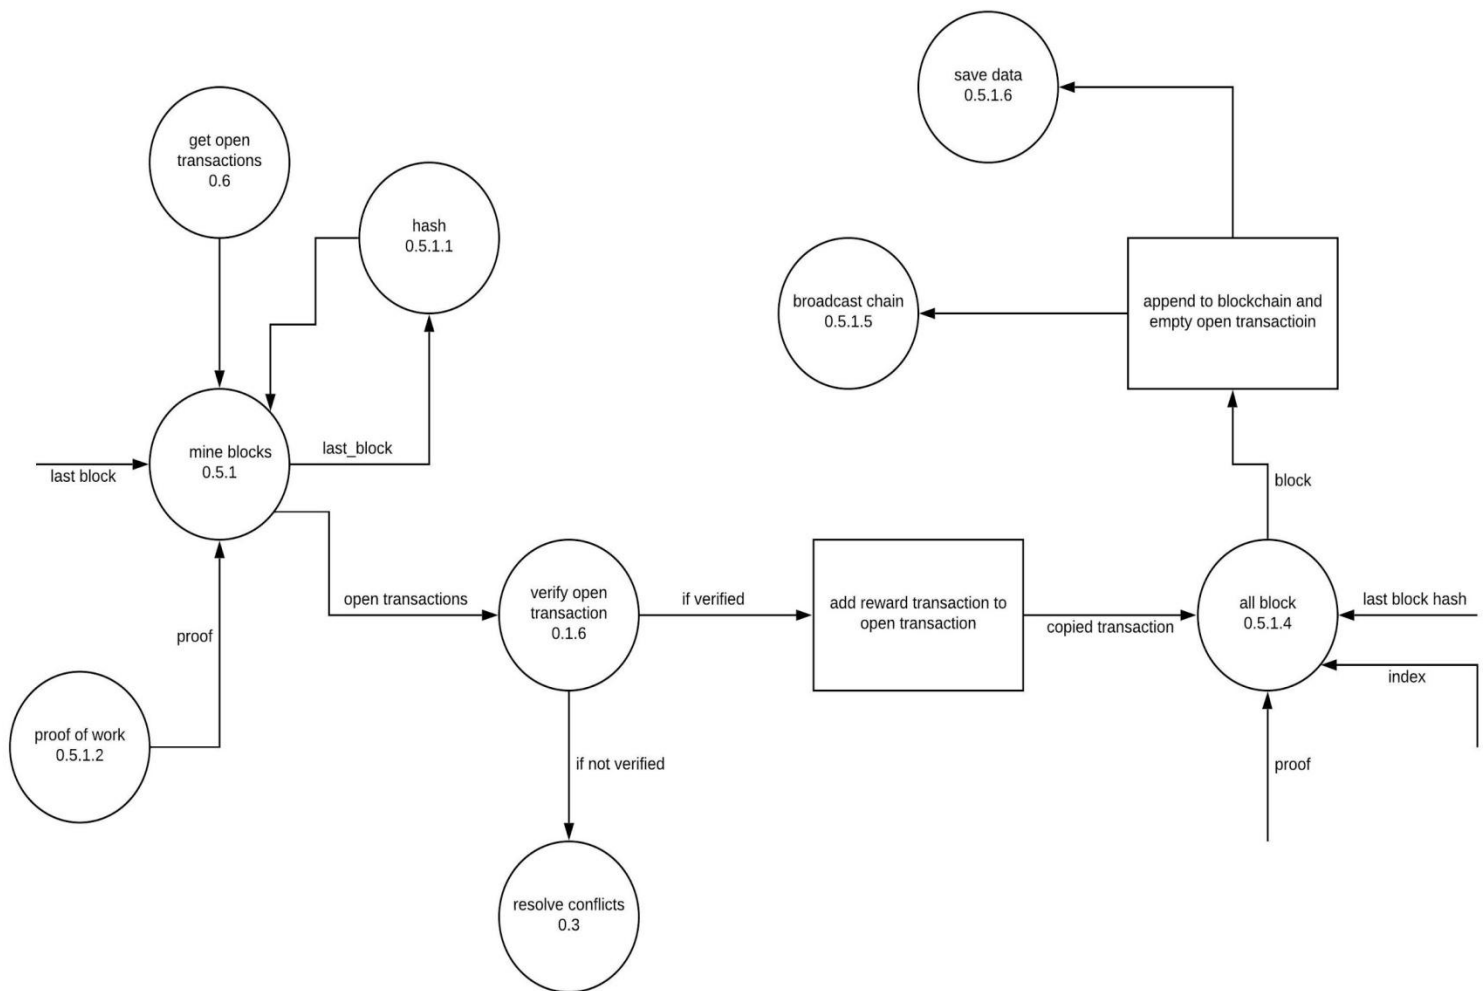 save data
0.5.1.6
get open
transactions
0.6
hash
0.5.1.1
broadcast chain
0.5.1.5
append to blockchain and
empty open transactioin
mine blocks
0.5.1
last_block
last block
block
verify open
transaction
0.1.6
open transactions
if verified
add reward transaction to
open transaction
copied transaction
all block
0.5.1.4
last block hash
index
proof
proof of work
0.5.1.2
if not verified
proof
resolve conflicts
0.3